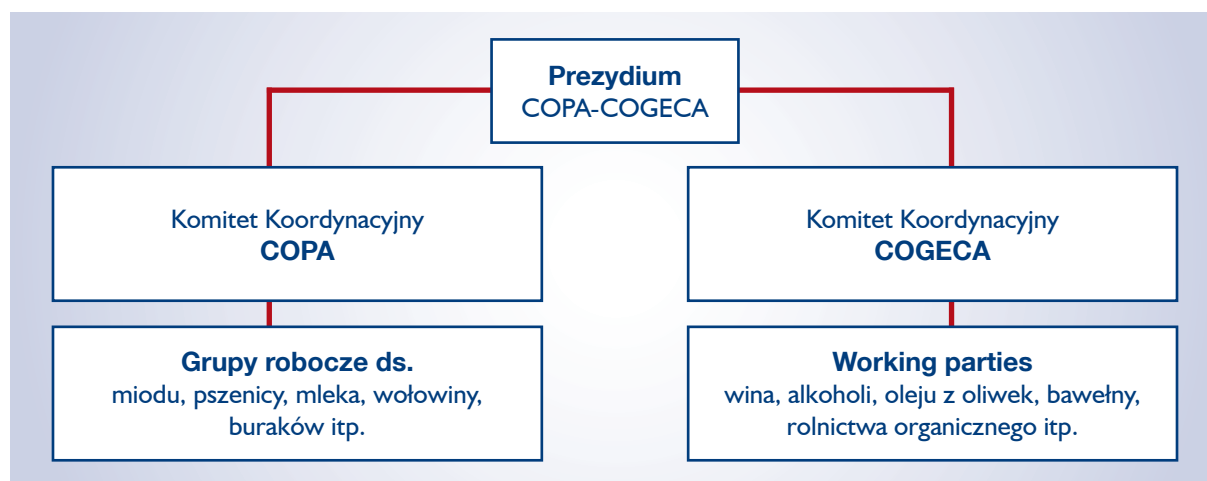 Prezydium
COPA-COGECA
Komitet Koordynacyjny
COPA
Komitet Koordynacyjny
COGECA
Grupy robocze ds.
miodu, pszenicy, mleka, wołowiny,
buraków itp.
Working parties
wina, alkoholi, oleju z oliwek, bawełny,
rolnictwa organicznego itp.